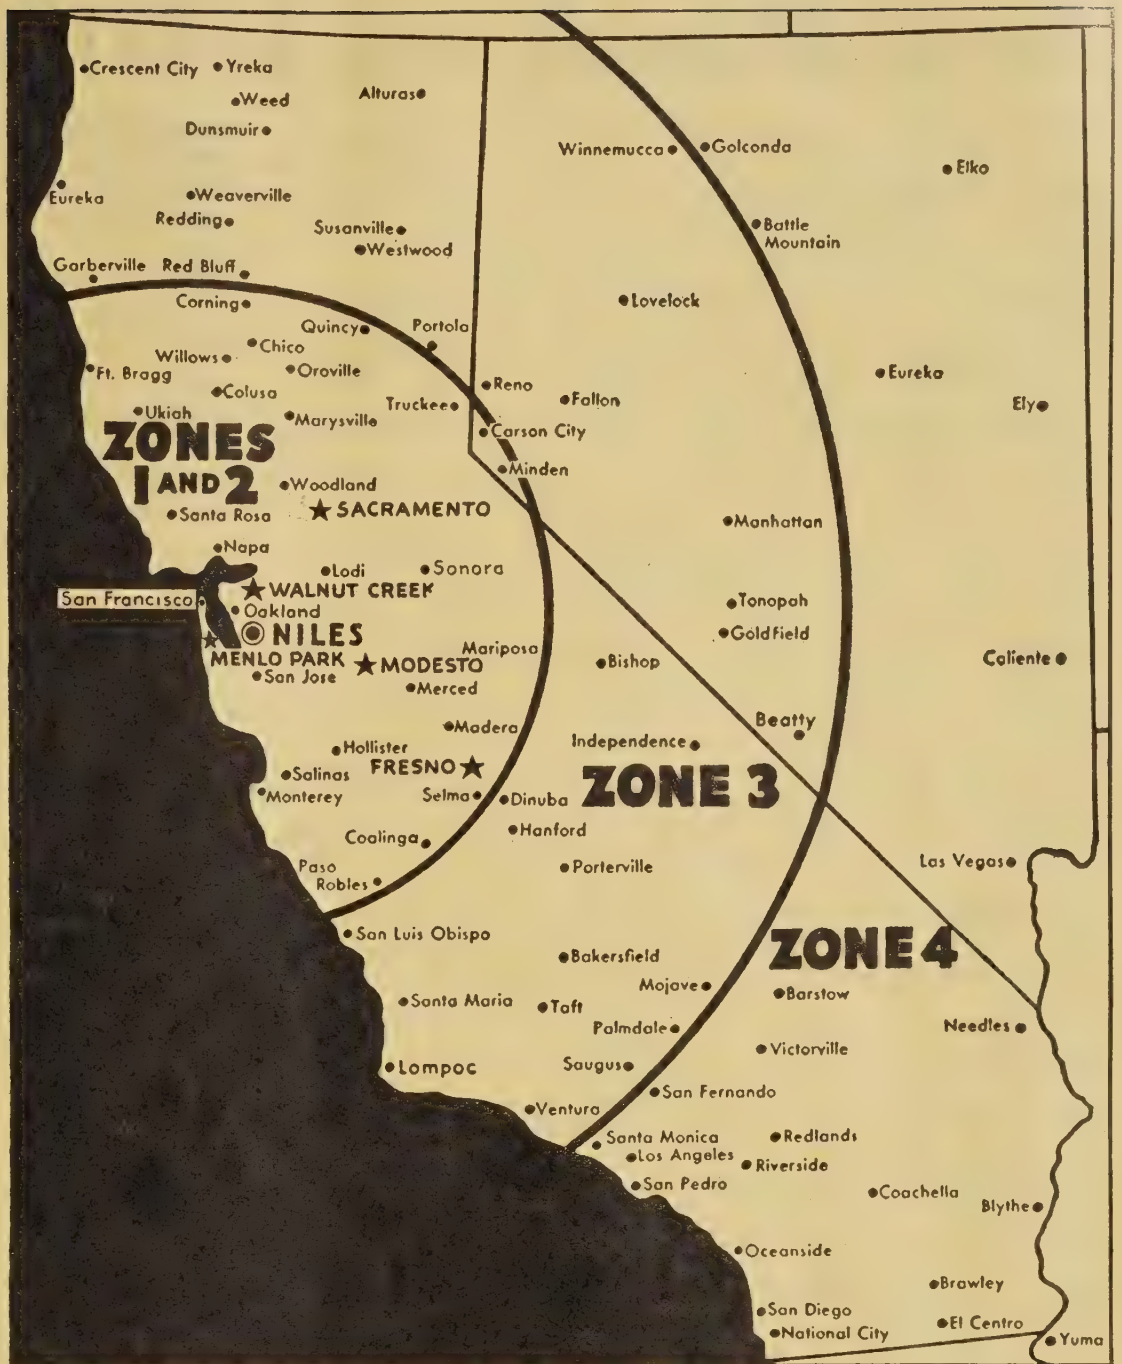 Crescent City
Yreka
Weed
Alturas
Dunsmuir
Winnemucca
Golconda
Elko
Eureka
Weaverville
Redding
Susanville
Westwood
Battle
Mountain
Garberville
Red Bluff
Corning
Lovelock
Quincy
Portola
Chico
Willows
Ft. Bragg
Oroville
Colusa
Reno
Fallon
Eureka
Ely
Truckee
Ukiah
Marysville
Carson City
ZONES
1 AND 2
Minden
Woodland
Santa Rosa
SACRAMENTO
Manhattan
Napa
Lodi
Sonora
WALNUT CREEK
San Francisco
Oakland
Tonopah
NILES
Goldfield
MENLO PARK
MODESTO
Mariposa
Bishop
Caliente
San Jose
Merced
Madera
Beatty
Hollister
Independence
FRESNO
ZONE 3
Salinas
Monterey
Selma
Dinuba
Hanford
Coalinga
Paso
Robles
Porterville
Las Vegas
San Luis Obispo
ZONE 4
Bakersfield
Mojave
Barstow
Santa Maria
Taft
Palmdale
Needles
Victorville
Lompoc
Saugus
San Fernando
Ventura
Santa Monica
Los Angeles
Redlands
Riverside
San Pedro
Coachella
Blythe
Oceanside
Brawley
San Diego
El Centro
National City
Yuma